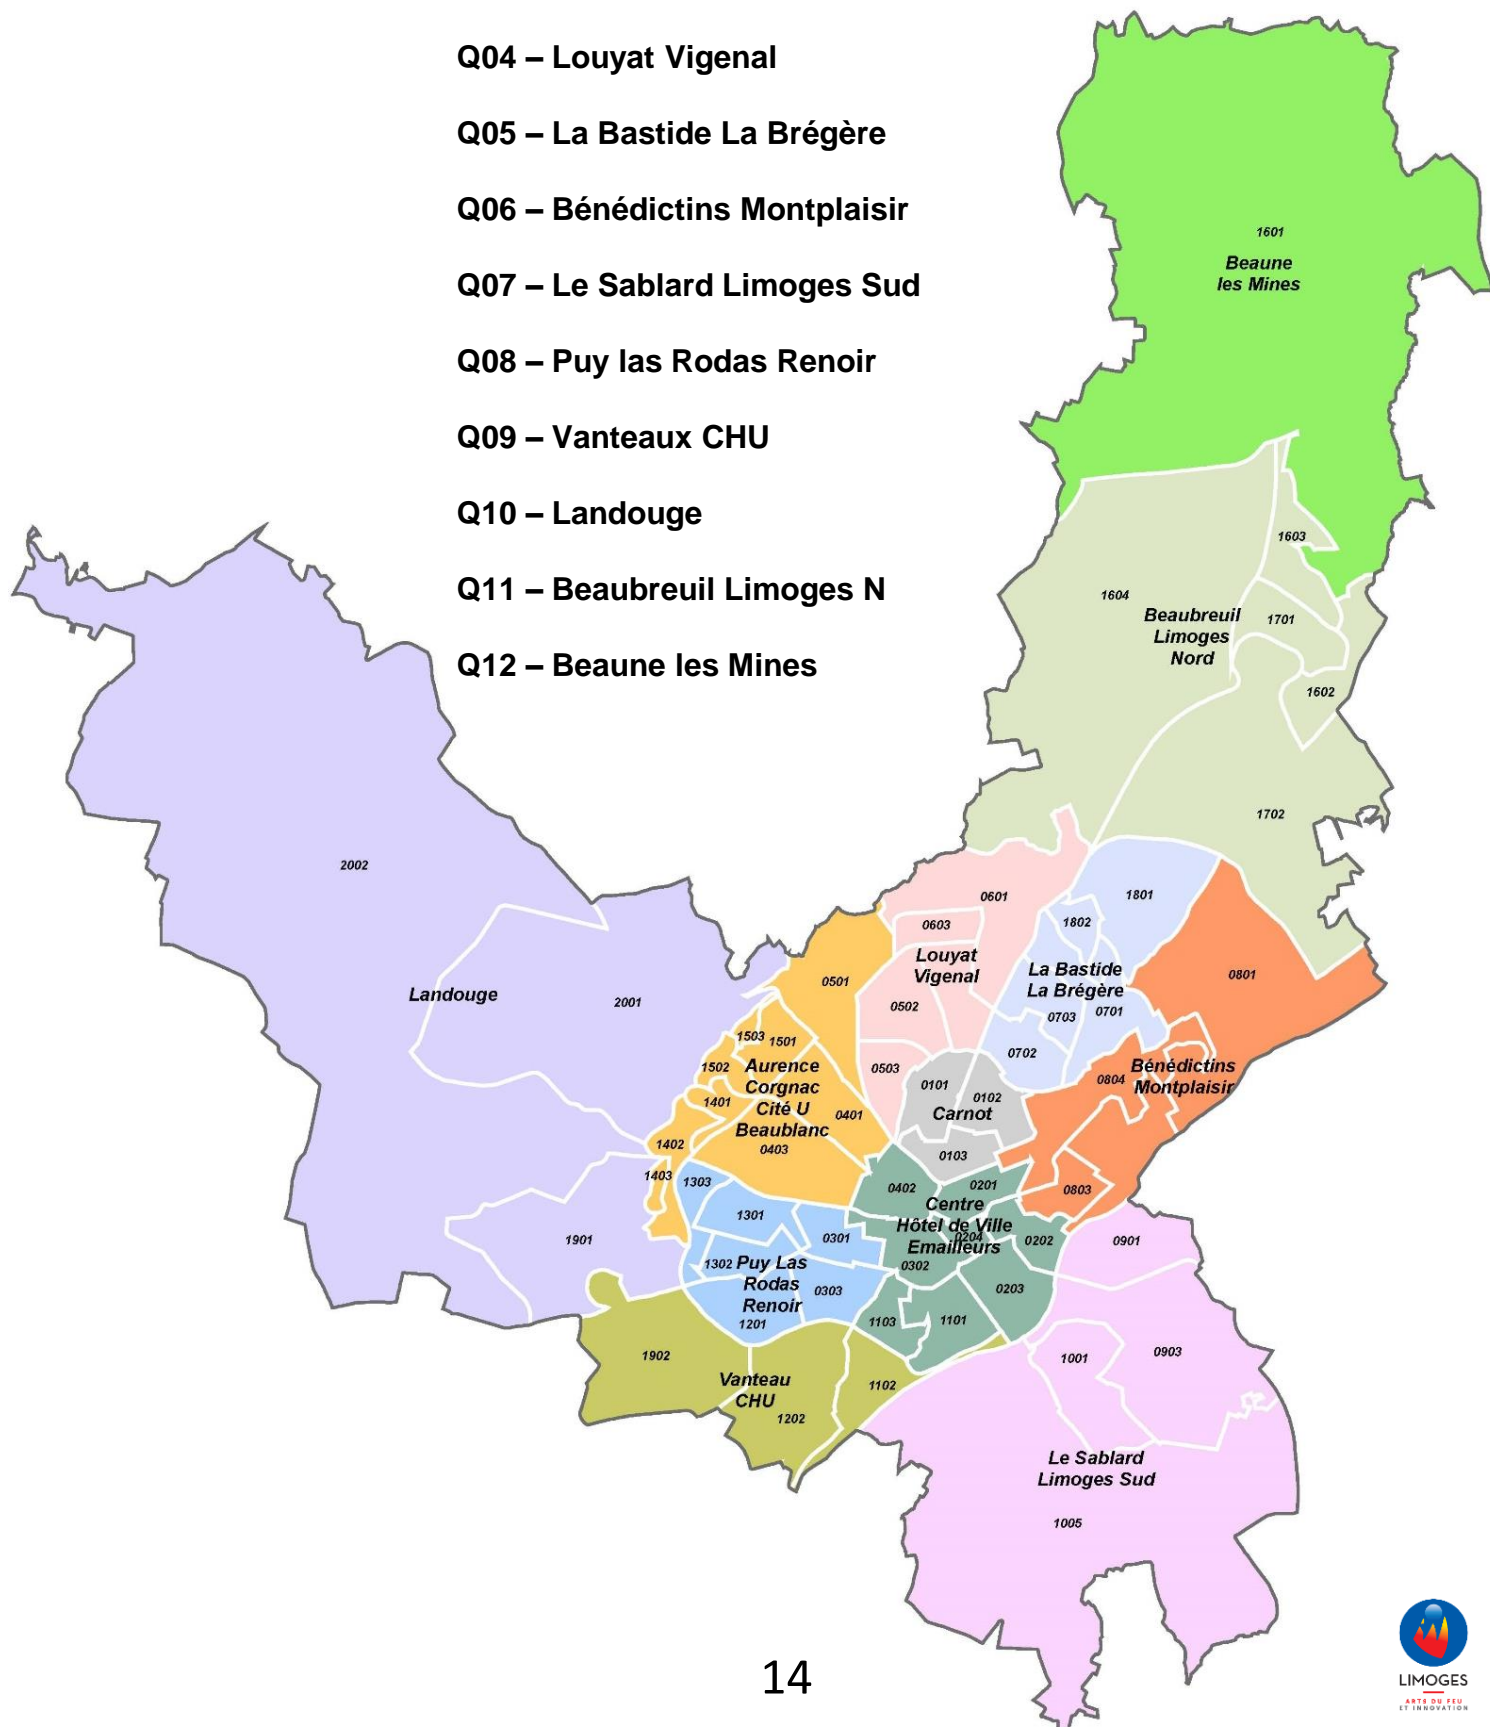 Q04 – Louyat Vigenal
Q05 – La Bastide La Brégère
Q06 – Bénédictins Montplaisir
Q07 – Le Sablard Limoges Sud
Q08 – Puy las Rodas Renoir
Q09 – Vanteaux CHU
Q10 – Landouge
Q11 – Beaubreuil Limoges N
Q12 – Beaune les Mines
1601
Beaune
les Mines
1603
1604
Beaubreuil
Limoges
Nord
1701
1602
1702
2002
Landouge
2001
1901
0601
0603
Louyat
Vigenal
0502
0503
1801
1802
La Bastide
La Brégère
0703
0701
0702
0801
Bénédictins
Montplaisir
0804
0803
0501
1503
1501
1502
Aurence
Corgnac
Cité U
Beaublanc
1401
0401
1402
0403
1403
0101
0102
Carnot
0103
0402
0201
Centre
Hôtel de Ville
Emailleurs
0204
0202
0302
0203
1103
1101
1303
1301
0301
1302
Puy Las
Rodas
Renoir
0303
1201
1902
Vanteau
CHU
1202
1102
0901
1001
0903
Le Sablard
Limoges Sud
1005
14
LIMOGES
ARTS DU FEU
ET INNOVATION